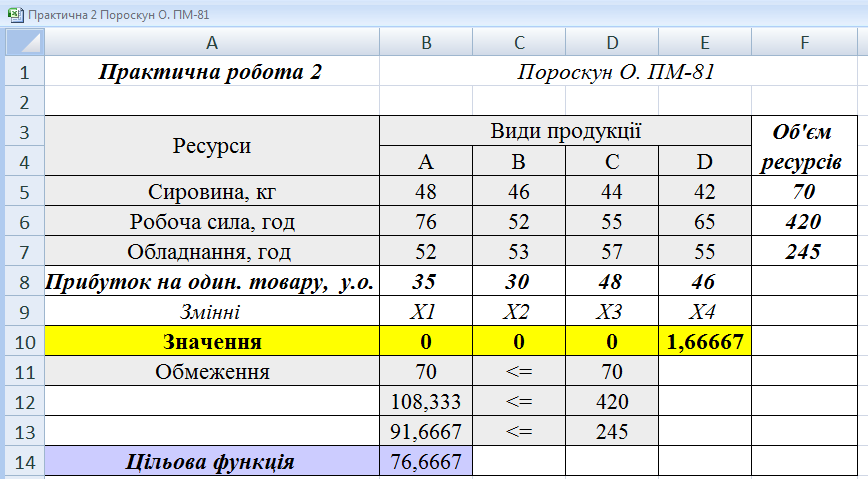 Практична 2 Пороскун О. ПМ-81
A B C D E F
1 Практична робота 2 Пороскун О. ПМ-81
2
3 Ресурси Види продукції Об'єм
4 A B C D ресурсів
5 Сировина, кг 48 46 44 42 70
6 Робоча сила, год 76 52 55 65 420
7 Обладнання, год 52 53 57 55 245
8 Прибуток на один. товару, у.о. 35 30 48 46
9 Змінні X1 X2 X3 X4
10 Значення 0 0 0 1,66667
11 Обмеження 70 <= 70
12 108,333 <= 420
13 91,6667 <= 245
14 Цільова функція 76,6667